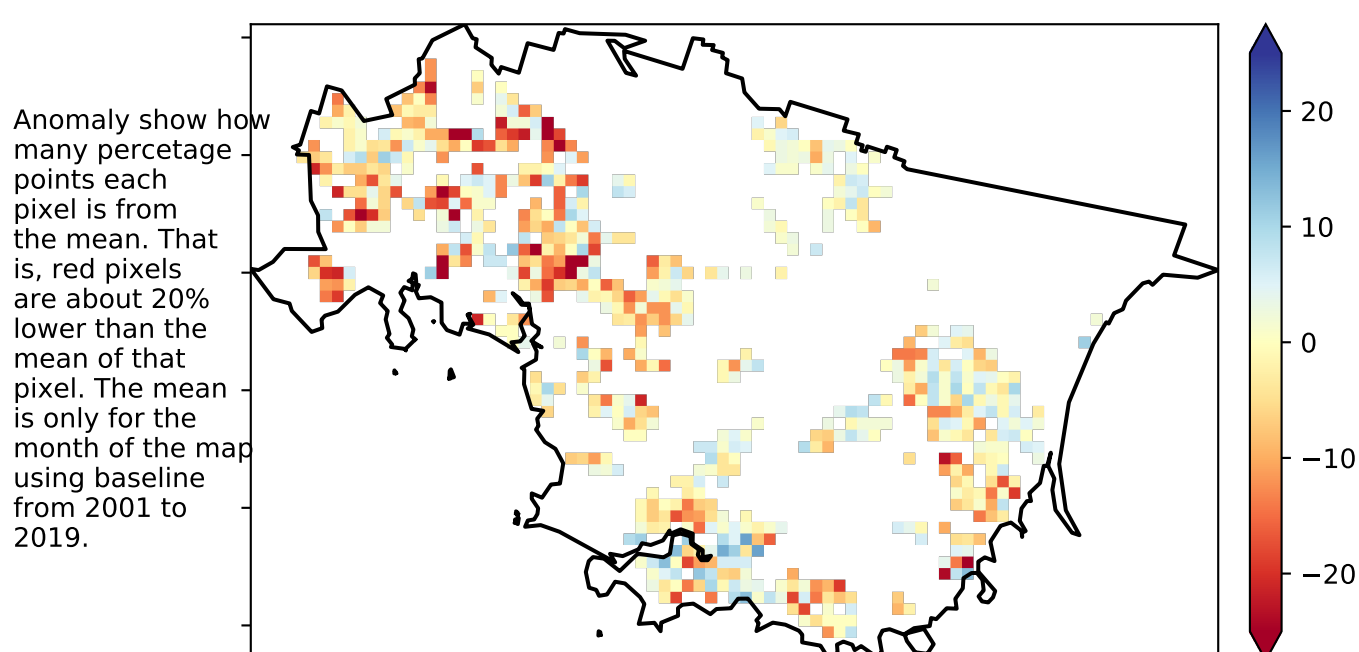 Anomaly show how
many percetage
points each
pixel is from
the mean. That
is, red pixels
are about 20%
lower than the
mean of that
pixel. The mean
is only for the
month of the map
using baseline
from 2001 to
2019.
20
10
0
−10
−20